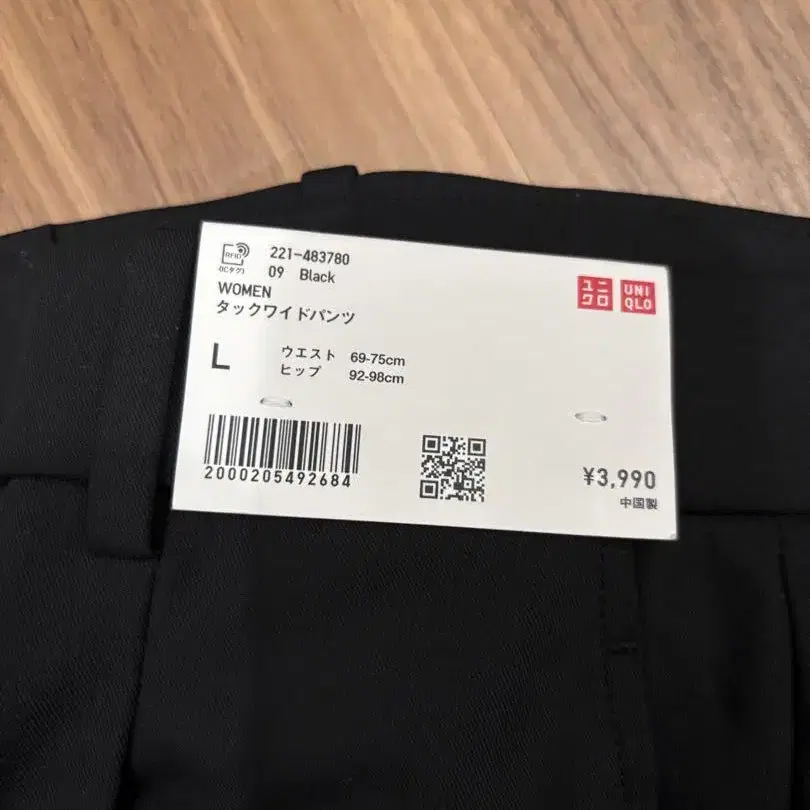 RFID
(ICタグ)
221-483780
09 Black
WOMEN
タックワイドパンツ
L
ウエスト 69-75cm
ヒップ 92-98cm
ユニクロ
UNIQLO
2000205492684
¥3,990
中国製